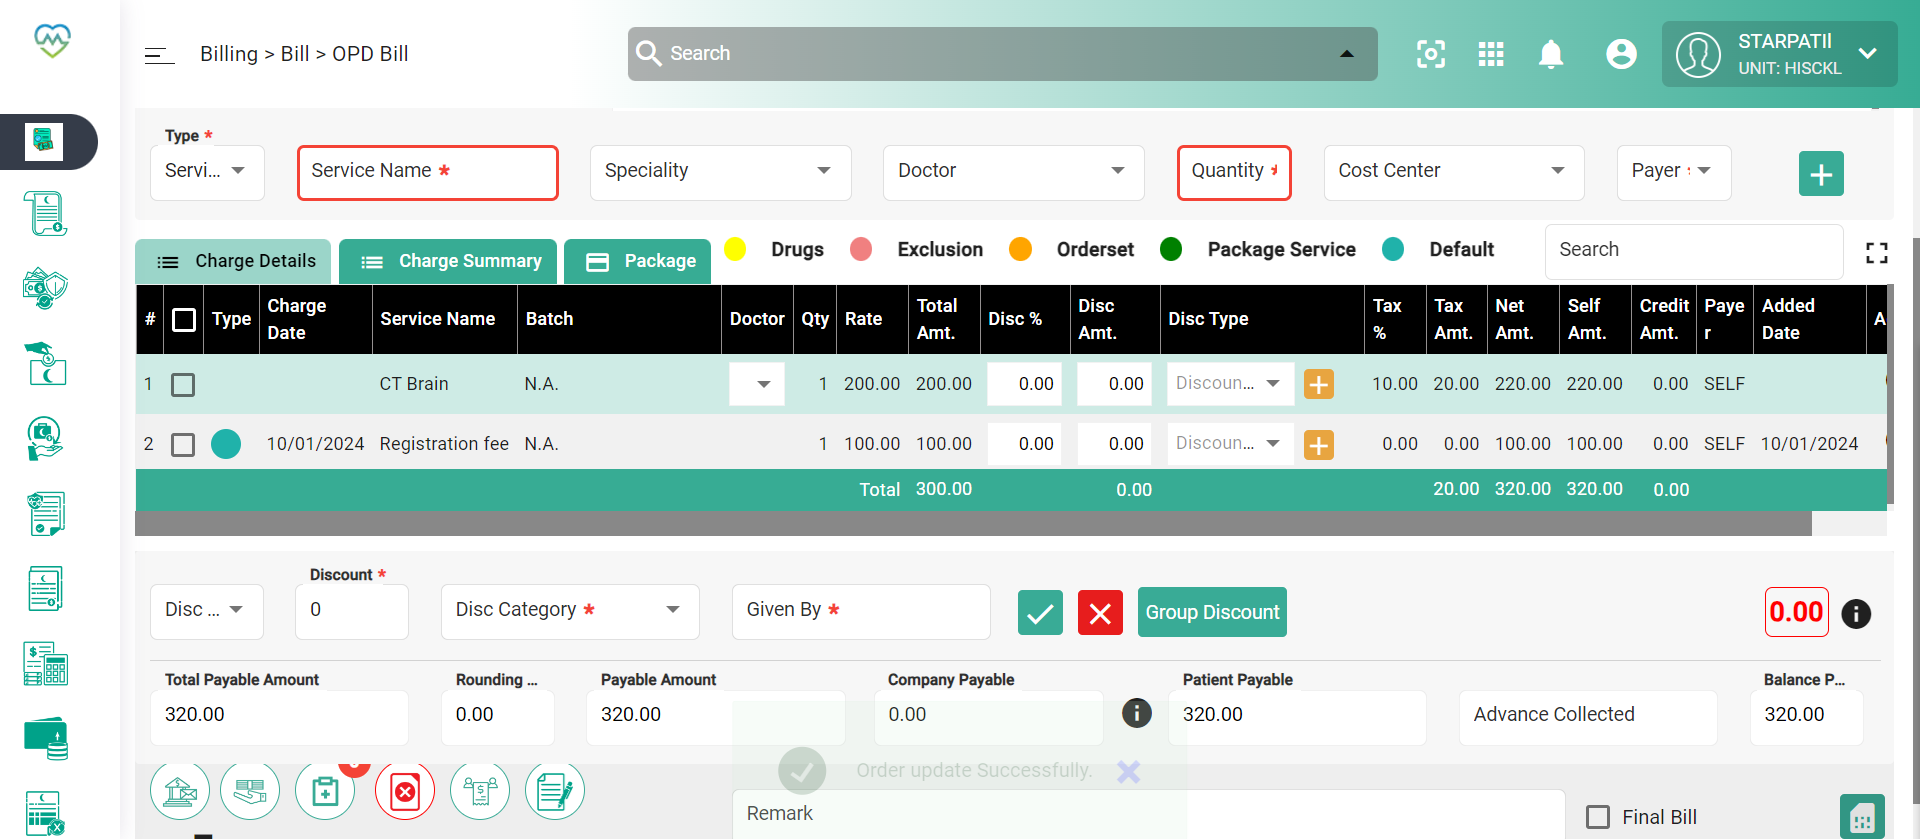 Billing > Bill > OPD Bill
Search
STARPATIl
UNIT: HISCKL
Type *
Servi...
Service Name *
Speciality
Doctor
Quantity *
Cost Center
Payer
Charge Details
Charge Summary
Package
Drugs
Exclusion
Orderset
Package Service
Default
Search
# Type Charge Date Service Name Batch Doctor Qty Rate Total Amt. Disc % Disc Amt. Disc Type Tax % Tax Amt. Net Amt. Self Amt. Credit Amt. Payer Added Date A
1 CT Brain N.A. 1 200.00 200.00 0.00 0.00 Discoun... 10.00 20.00 220.00 220.00 0.00 SELF
2 10/01/2024 Registration fee N.A. 1 100.00 100.00 0.00 0.00 Discoun... 0.00 0.00 100.00 100.00 0.00 SELF 10/01/2024
Total 300.00 0.00 20.00 320.00 320.00 0.00
Disc ...
Discount *
0
Disc Category *
Given By *
Group Discount
0.00
Total Payable Amount
320.00
Rounding ...
0.00
Payable Amount
320.00
Company Payable
0.00
Patient Payable
320.00
Advance Collected
Balance P...
320.00
Order update Successfully.
Remark
Final Bill